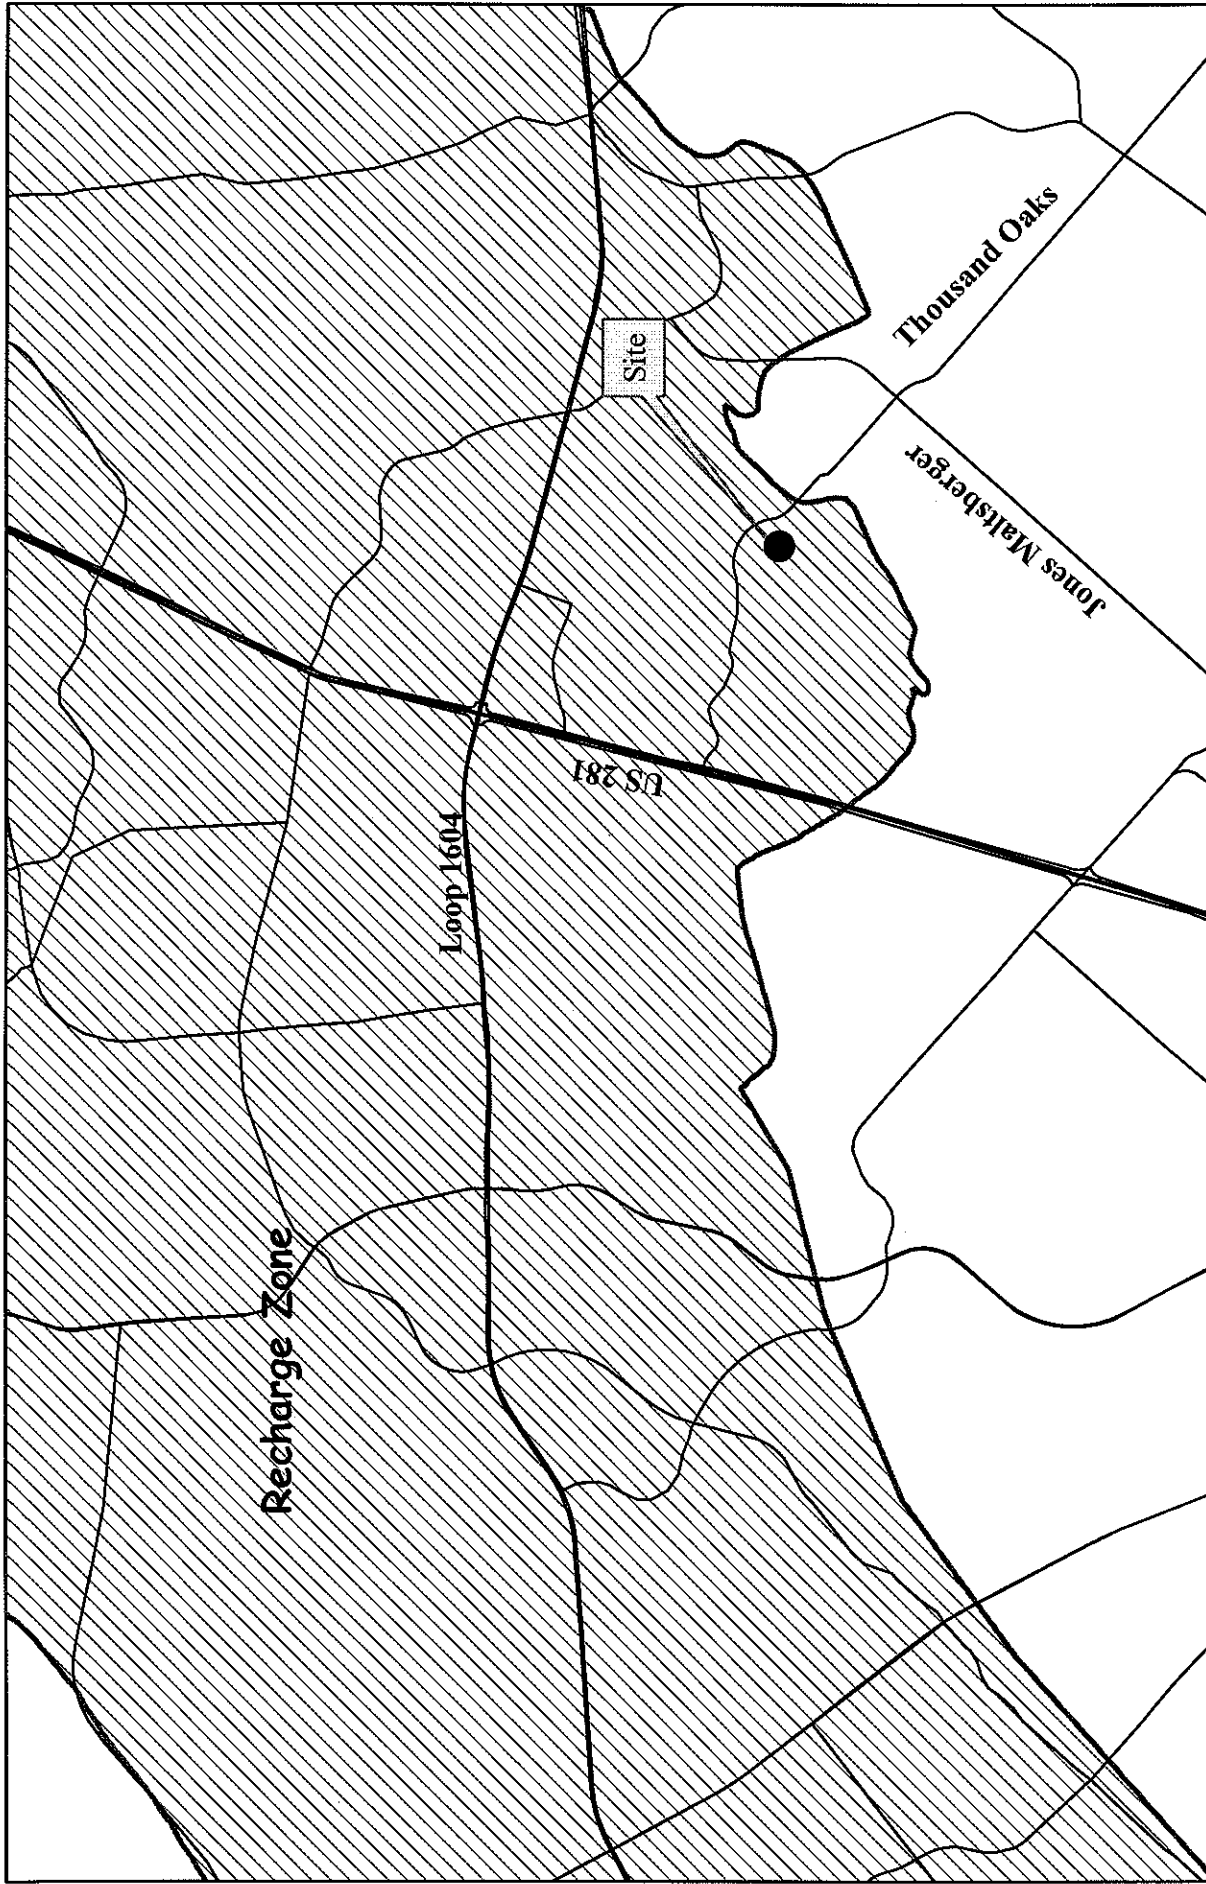 Recharge Zone
Loop 1604
US 281
Site
Thousand Oaks
Jones Maltsberger